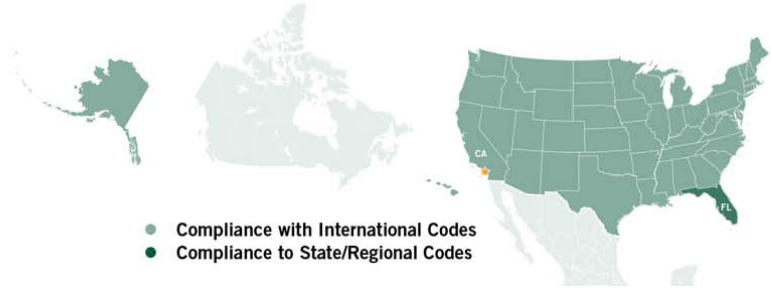 CA
FL
Compliance with International Codes
Compliance to State/Regional Codes